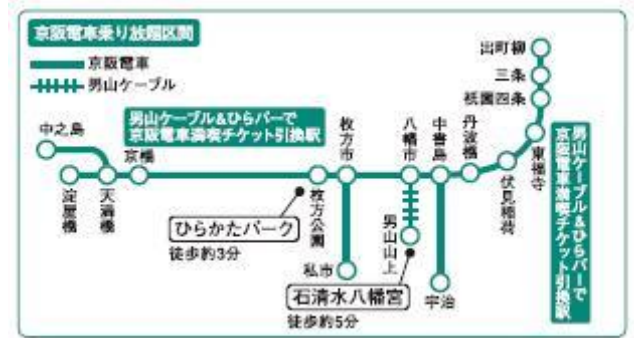 京阪電車乗り放題区間
京阪電車
男山ケーブル
男山ケーブル&ひらパーで
京阪電車満喫チケット引換駅
中之島
淀屋橋
天満橋
京橋
枚方公園
枚方市
私市
八幡市
男山山上
中書島
宇治
丹波橋
伏見稲荷
東福寺
祇園四条
三条
出町柳
ひらかたパーク
徒歩約3分
石清水八幡宮
徒歩約5分
男山ケーブル&ひらパーで
京阪電車満喫チケット引換駅